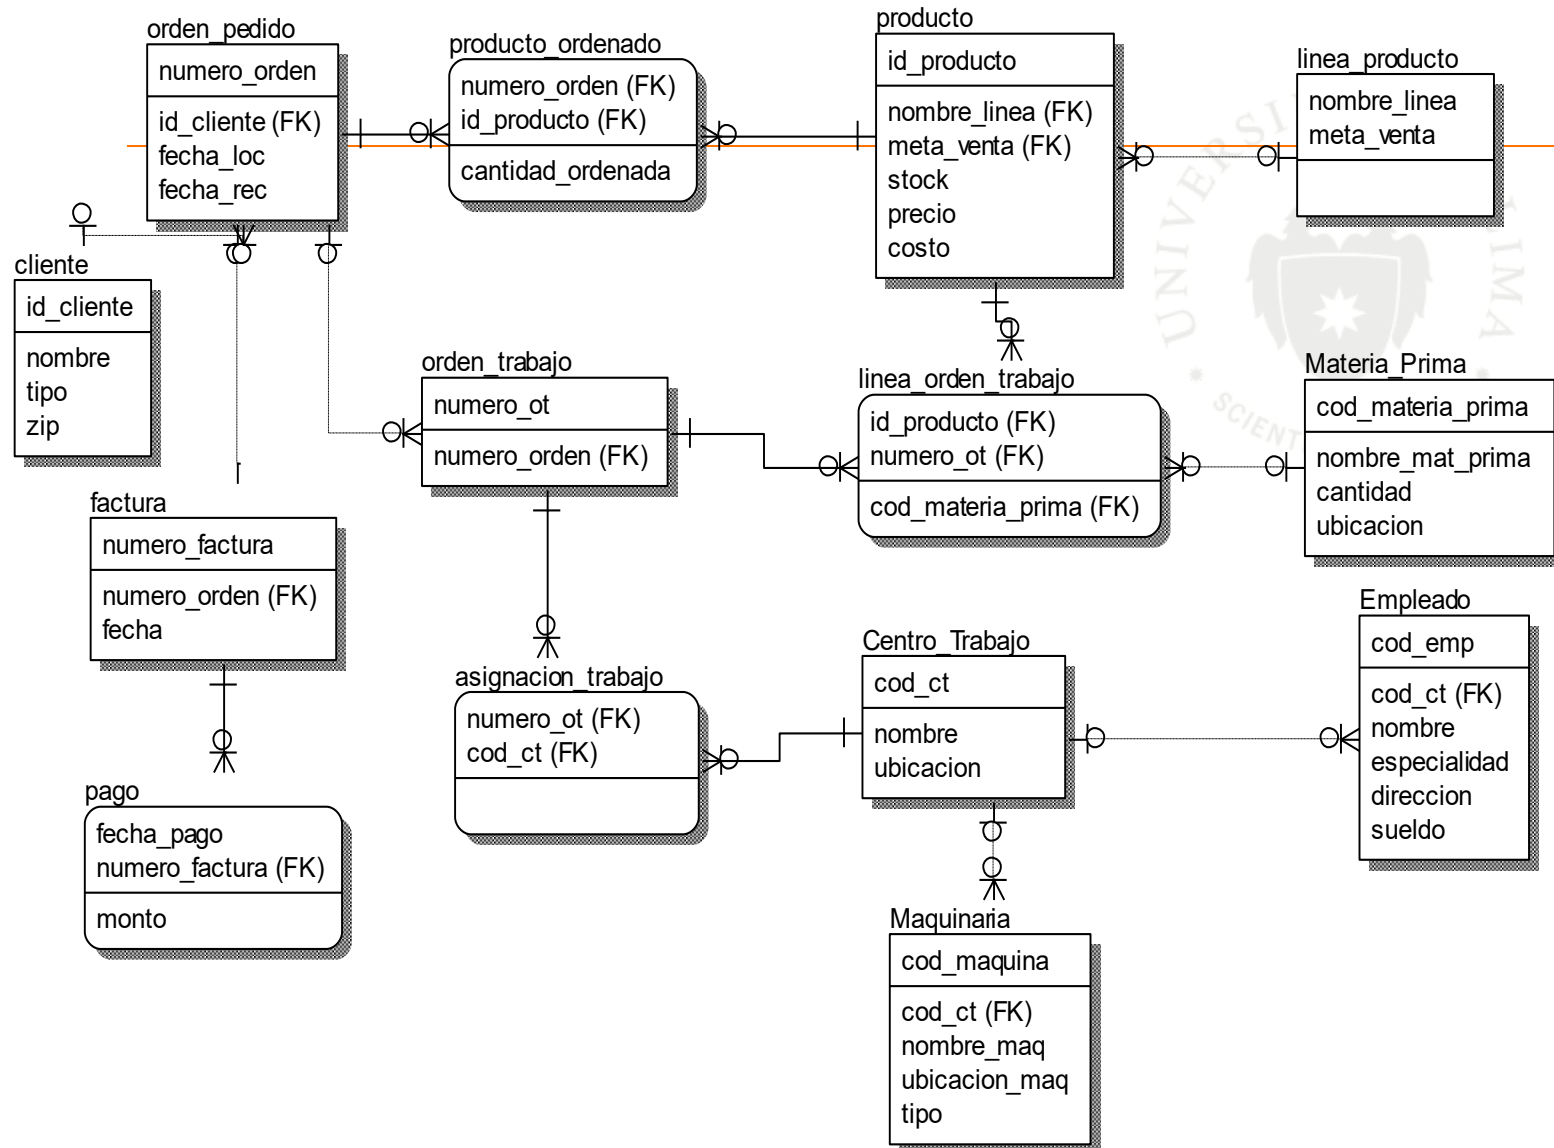 orden_pedido
numero_orden
id_cliente (FK)
fecha_loc
fecha_rec
producto_ordenado
numero_orden (FK)
id_producto (FK)
cantidad_ordenada
producto
id_producto
nombre_linea (FK)
meta_venta (FK)
stock
precio
costo
linea_producto
nombre_linea
meta_venta
cliente
id_cliente
nombre
tipo
zip
orden_trabajo
numero_ot
numero_orden (FK)
linea_orden_trabajo
id_producto (FK)
numero_ot (FK)
cod_materia_prima (FK)
Materia_Prima
cod_materia_prima
nombre_mat_prima
cantidad
ubicacion
factura
numero_factura
numero_orden (FK)
fecha
asignacion_trabajo
numero_ot (FK)
cod_ct (FK)
Centro_Trabajo
cod_ct
nombre
ubicacion
Empleado
cod_emp
cod_ct (FK)
nombre
especialidad
direccion
sueldo
pago
fecha_pago
numero_factura (FK)
monto
Maquinaria
cod_maquina
cod_ct (FK)
nombre_maq
ubicacion_maq
tipo